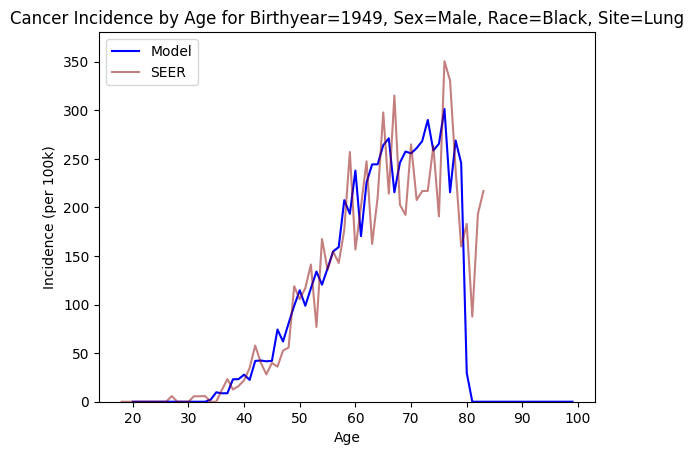 Cancer Incidence by Age for Birthyear=1949, Sex=Male, Race=Black, Site=Lung
Model
SEER
Incidence (per 100k)
350
300
250
200
150
100
50
0
20 30 40 50 60 70 80 90 100
Age